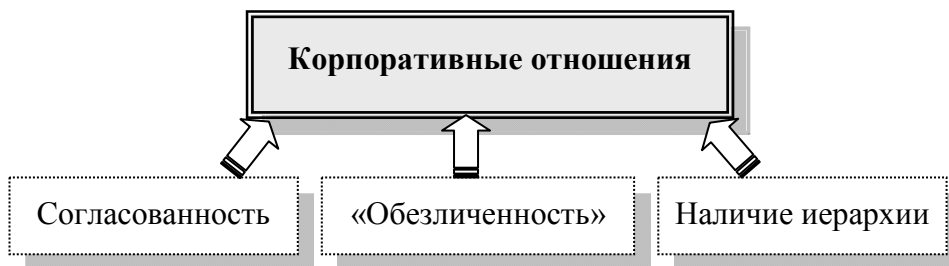 Корпоративные отношения
Согласованность
«Обезличенность»
Наличие иерархии